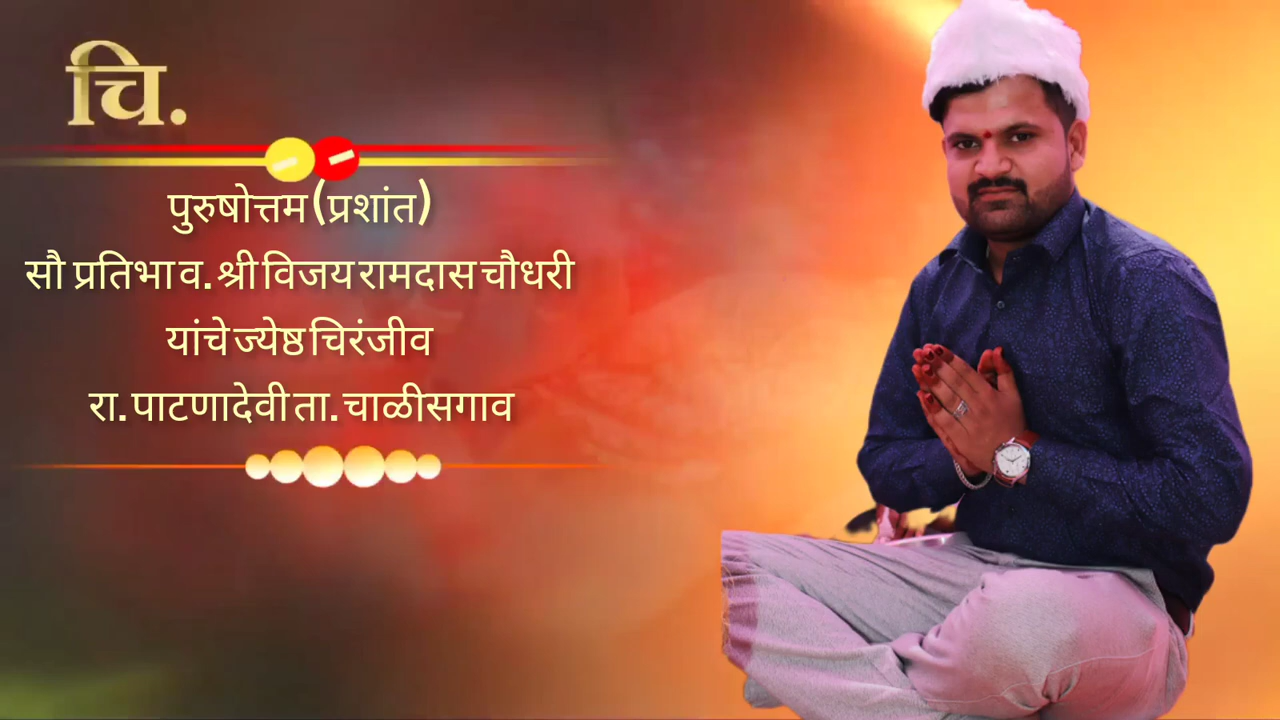 चि.
पुरुषोत्तम (प्रशांत)
सौ प्रतिभा व. श्री विजय रामदास चौधरी
यांचे ज्येष्ठ चिरंजीव
रा. पाटणादेवी ता. चाळीसगाव